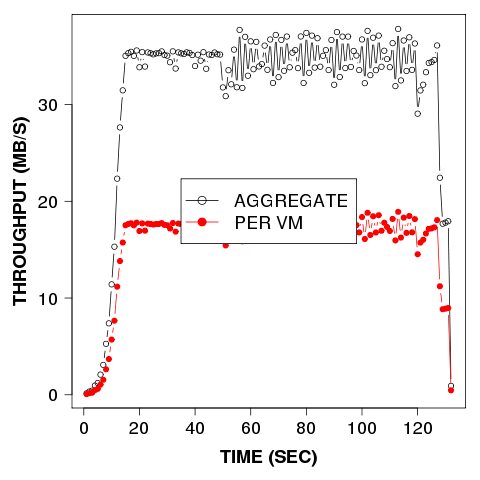 THROUGHPUT (MB/S)
30
20
10
0
AGGREGATE
PER VM
0 20 40 60 80 100 120
TIME (SEC)